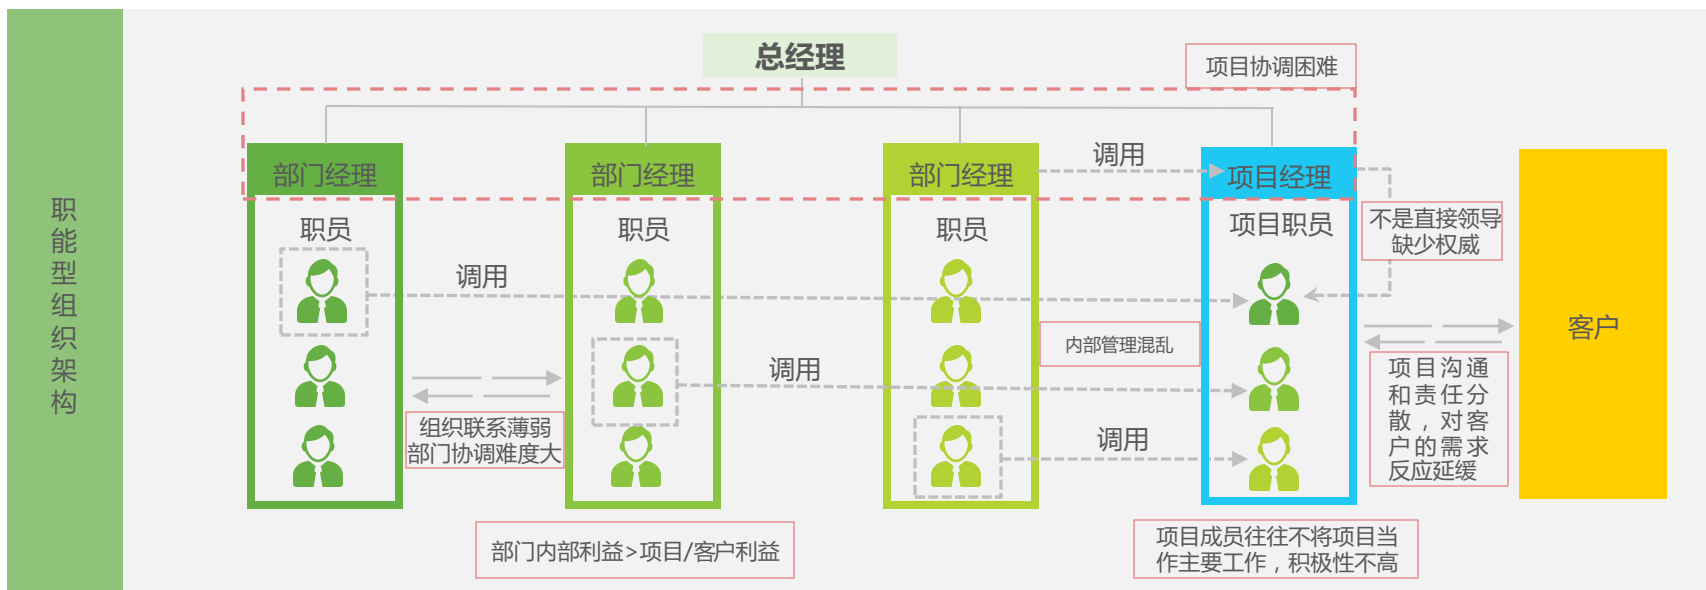 职能型组织架构
总经理
项目协调困难
部门经理
部门经理
部门经理
调用
项目经理
职员
职员
职员
项目职员
不是直接领导
缺少权威
调用
内部管理混乱
客户
调用
项目沟通
和责任分
散，对客
户的需求
反应延缓
组织联系薄弱
部门协调难度大
调用
部门内部利益>项目/客户利益
项目成员往往不将项目当
作主要工作，积极性不高